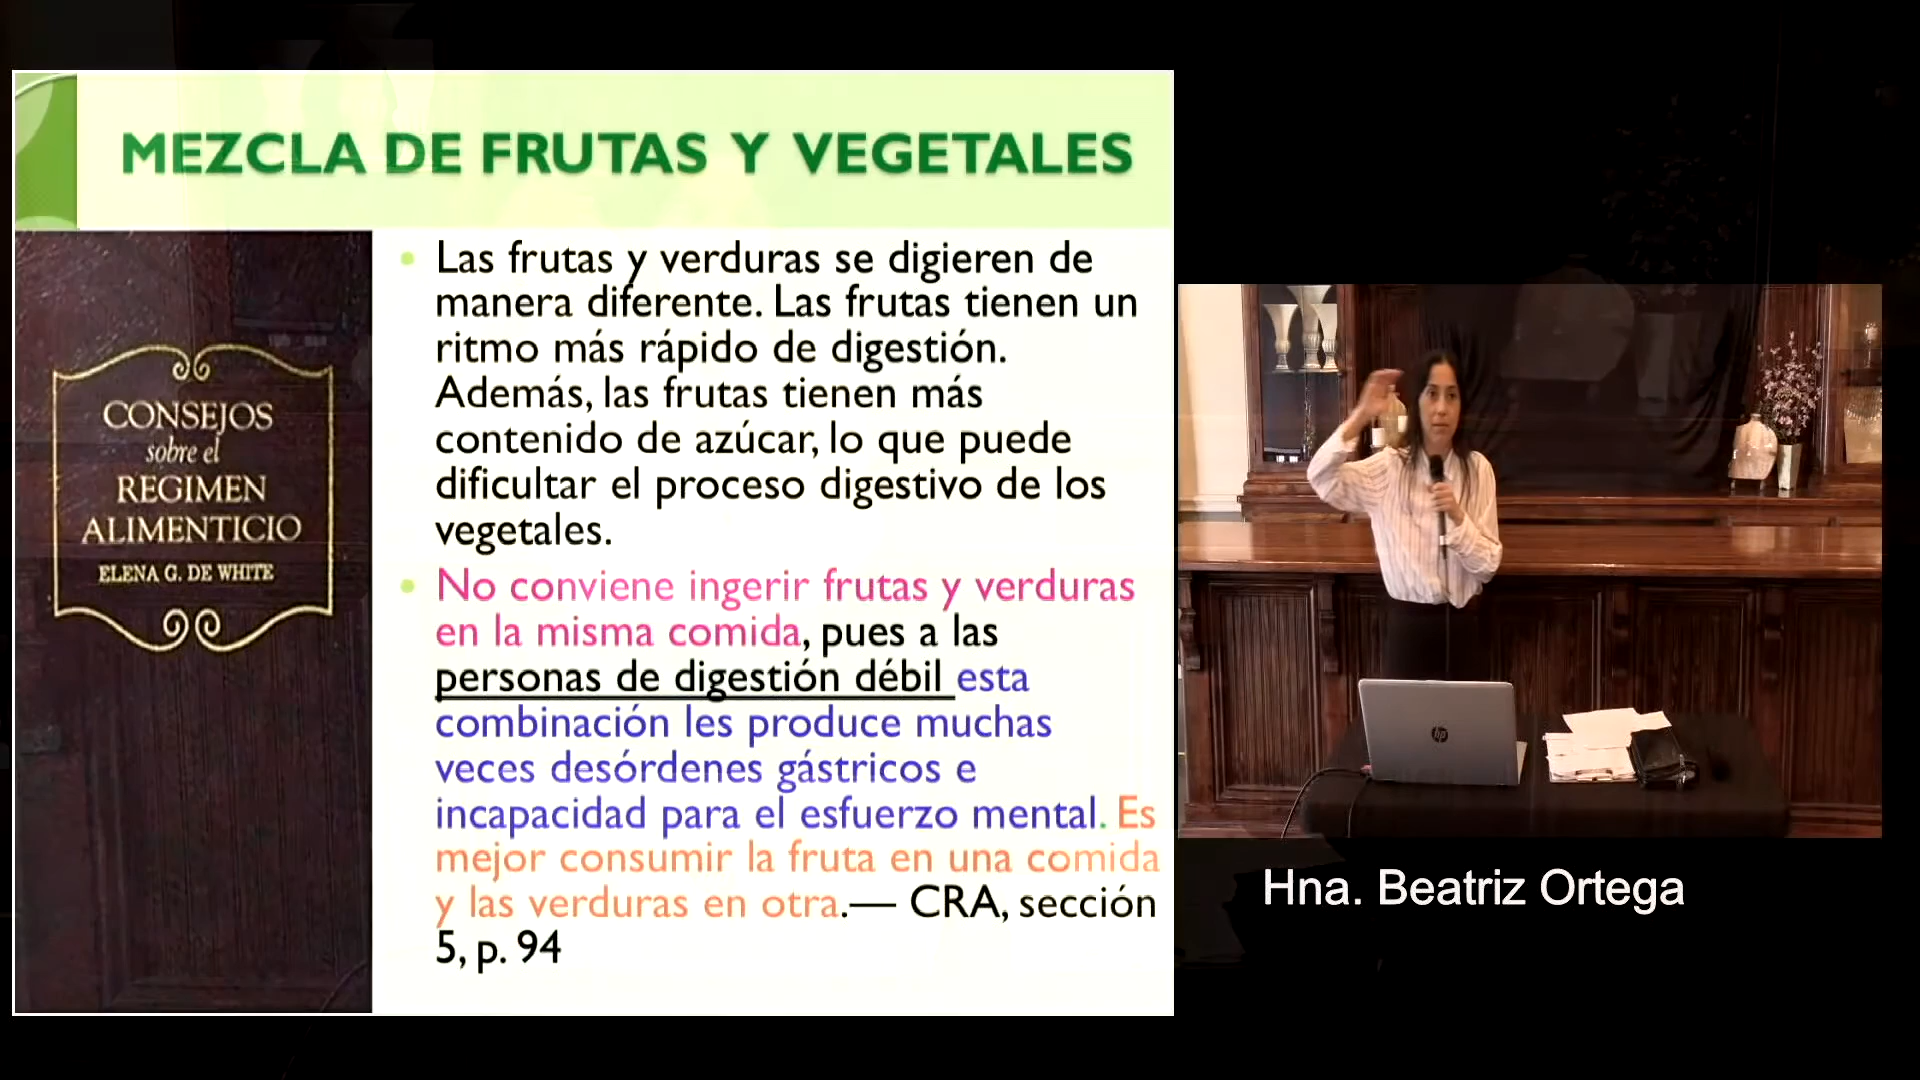 MEZCLA DE FRUTAS Y VEGETALES
CONSEJOS
sobre el
REGIMEN
ALIMENTICIO
ELENA G. DE WHITE
• Las frutas y verduras se digieren de
manera diferente. Las frutas tienen un
ritmo más rápido de digestión.
Además, las frutas tienen más
contenido de azúcar, lo que puede
dificultar el proceso digestivo de los
vegetales.
• No conviene ingerir frutas y verduras
en la misma comida, pues a las
personas de digestión débil esta
combinación les produce muchas
veces desórdenes gástricos e
incapacidad para el esfuerzo mental. Es
mejor consumir la fruta en una comida
y las verduras en otra.— CRA, sección
5, p. 94
hp
Hna. Beatriz Ortega